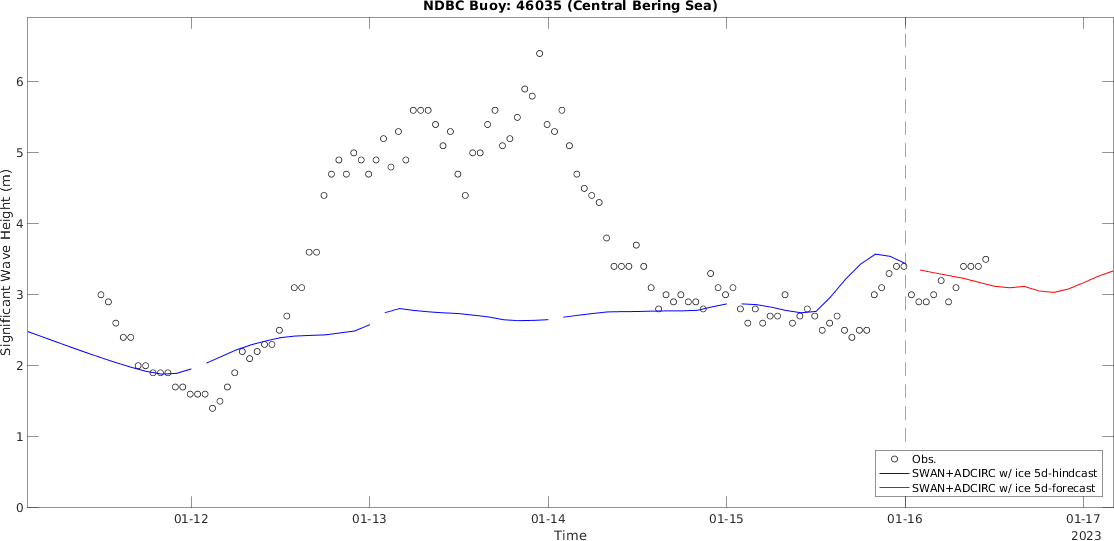 NDBC Buoy: 46035 (Central Bering Sea)
Significant Wave Height (m)
6
5
4
3
2
1
0
Obs.
SWAN+ADCIRC w/ ice 5d-hindcast
SWAN+ADCIRC w/ ice 5d-forecast
01-12
01-13
01-14
01-15
01-16
01-17
Time
2023